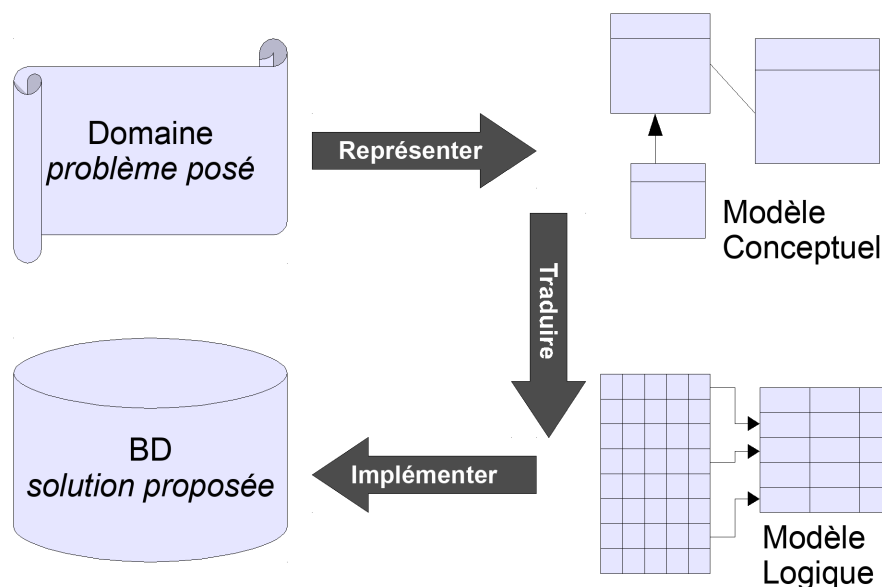 Domaine
problème posé
Représenter
Modèle
Conceptuel
Traduire
BD
solution proposée
Implémenter
Modèle
Logique